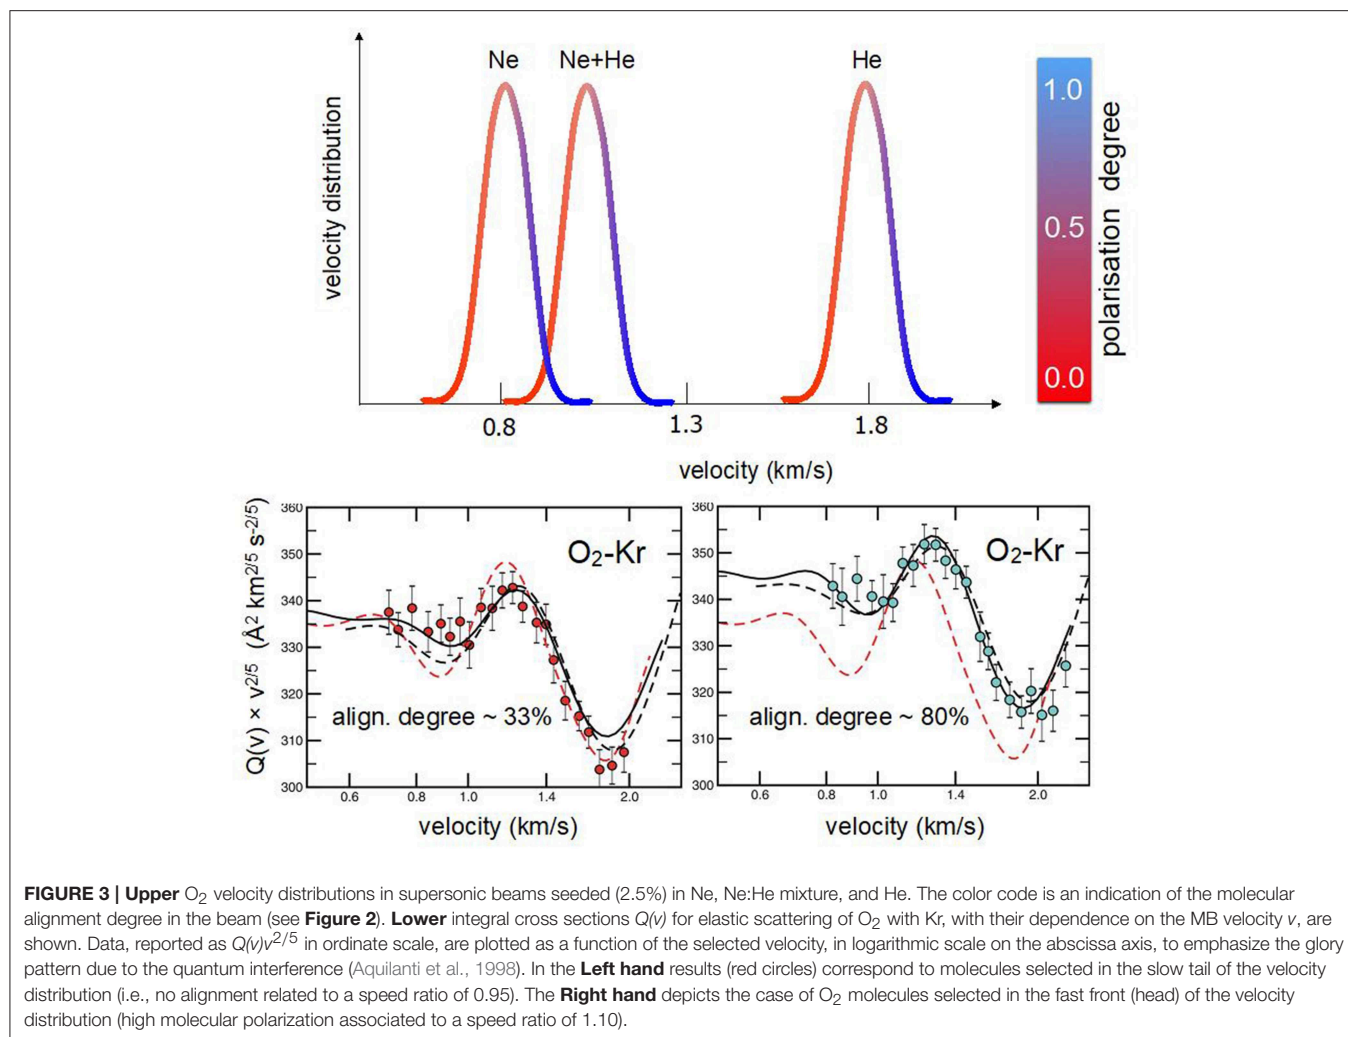 Ne
Ne+He
He
velocity distribution
0.8
1.3
1.8
velocity (km/s)
1.0
0.5
0.0
polarisation degree
Q(v) × v2/5 (Å2 km2/5 s-2/5)
360
350
340
330
320
310
300
O2-Kr
align. degree ~ 33%
0.6
0.8
1.0
1.4
2.0
velocity (km/s)
360
350
340
330
320
310
300
O2-Kr
align. degree ~ 80%
0.6
0.8
1.0
1.4
2.0
velocity (km/s)
FIGURE 3 | Upper O2 velocity distributions in supersonic beams seeded (2.5%) in Ne, Ne:He mixture, and He. The color code is an indication of the molecular
alignment degree in the beam (see Figure 2). Lower integral cross sections Q(v) for elastic scattering of O2 with Kr, with their dependence on the MB velocity v, are
shown. Data, reported as Q(v)v2/5 in ordinate scale, are plotted as a function of the selected velocity, in logarithmic scale on the abscissa axis, to emphasize the glory
pattern due to the quantum interference (Aquilanti et al., 1998). In the Left hand results (red circles) correspond to molecules selected in the slow tail of the velocity
distribution (i.e., no alignment related to a speed ratio of 0.95). The Right hand depicts the case of O2 molecules selected in the fast front (head) of the velocity
distribution (high molecular polarization associated to a speed ratio of 1.10).